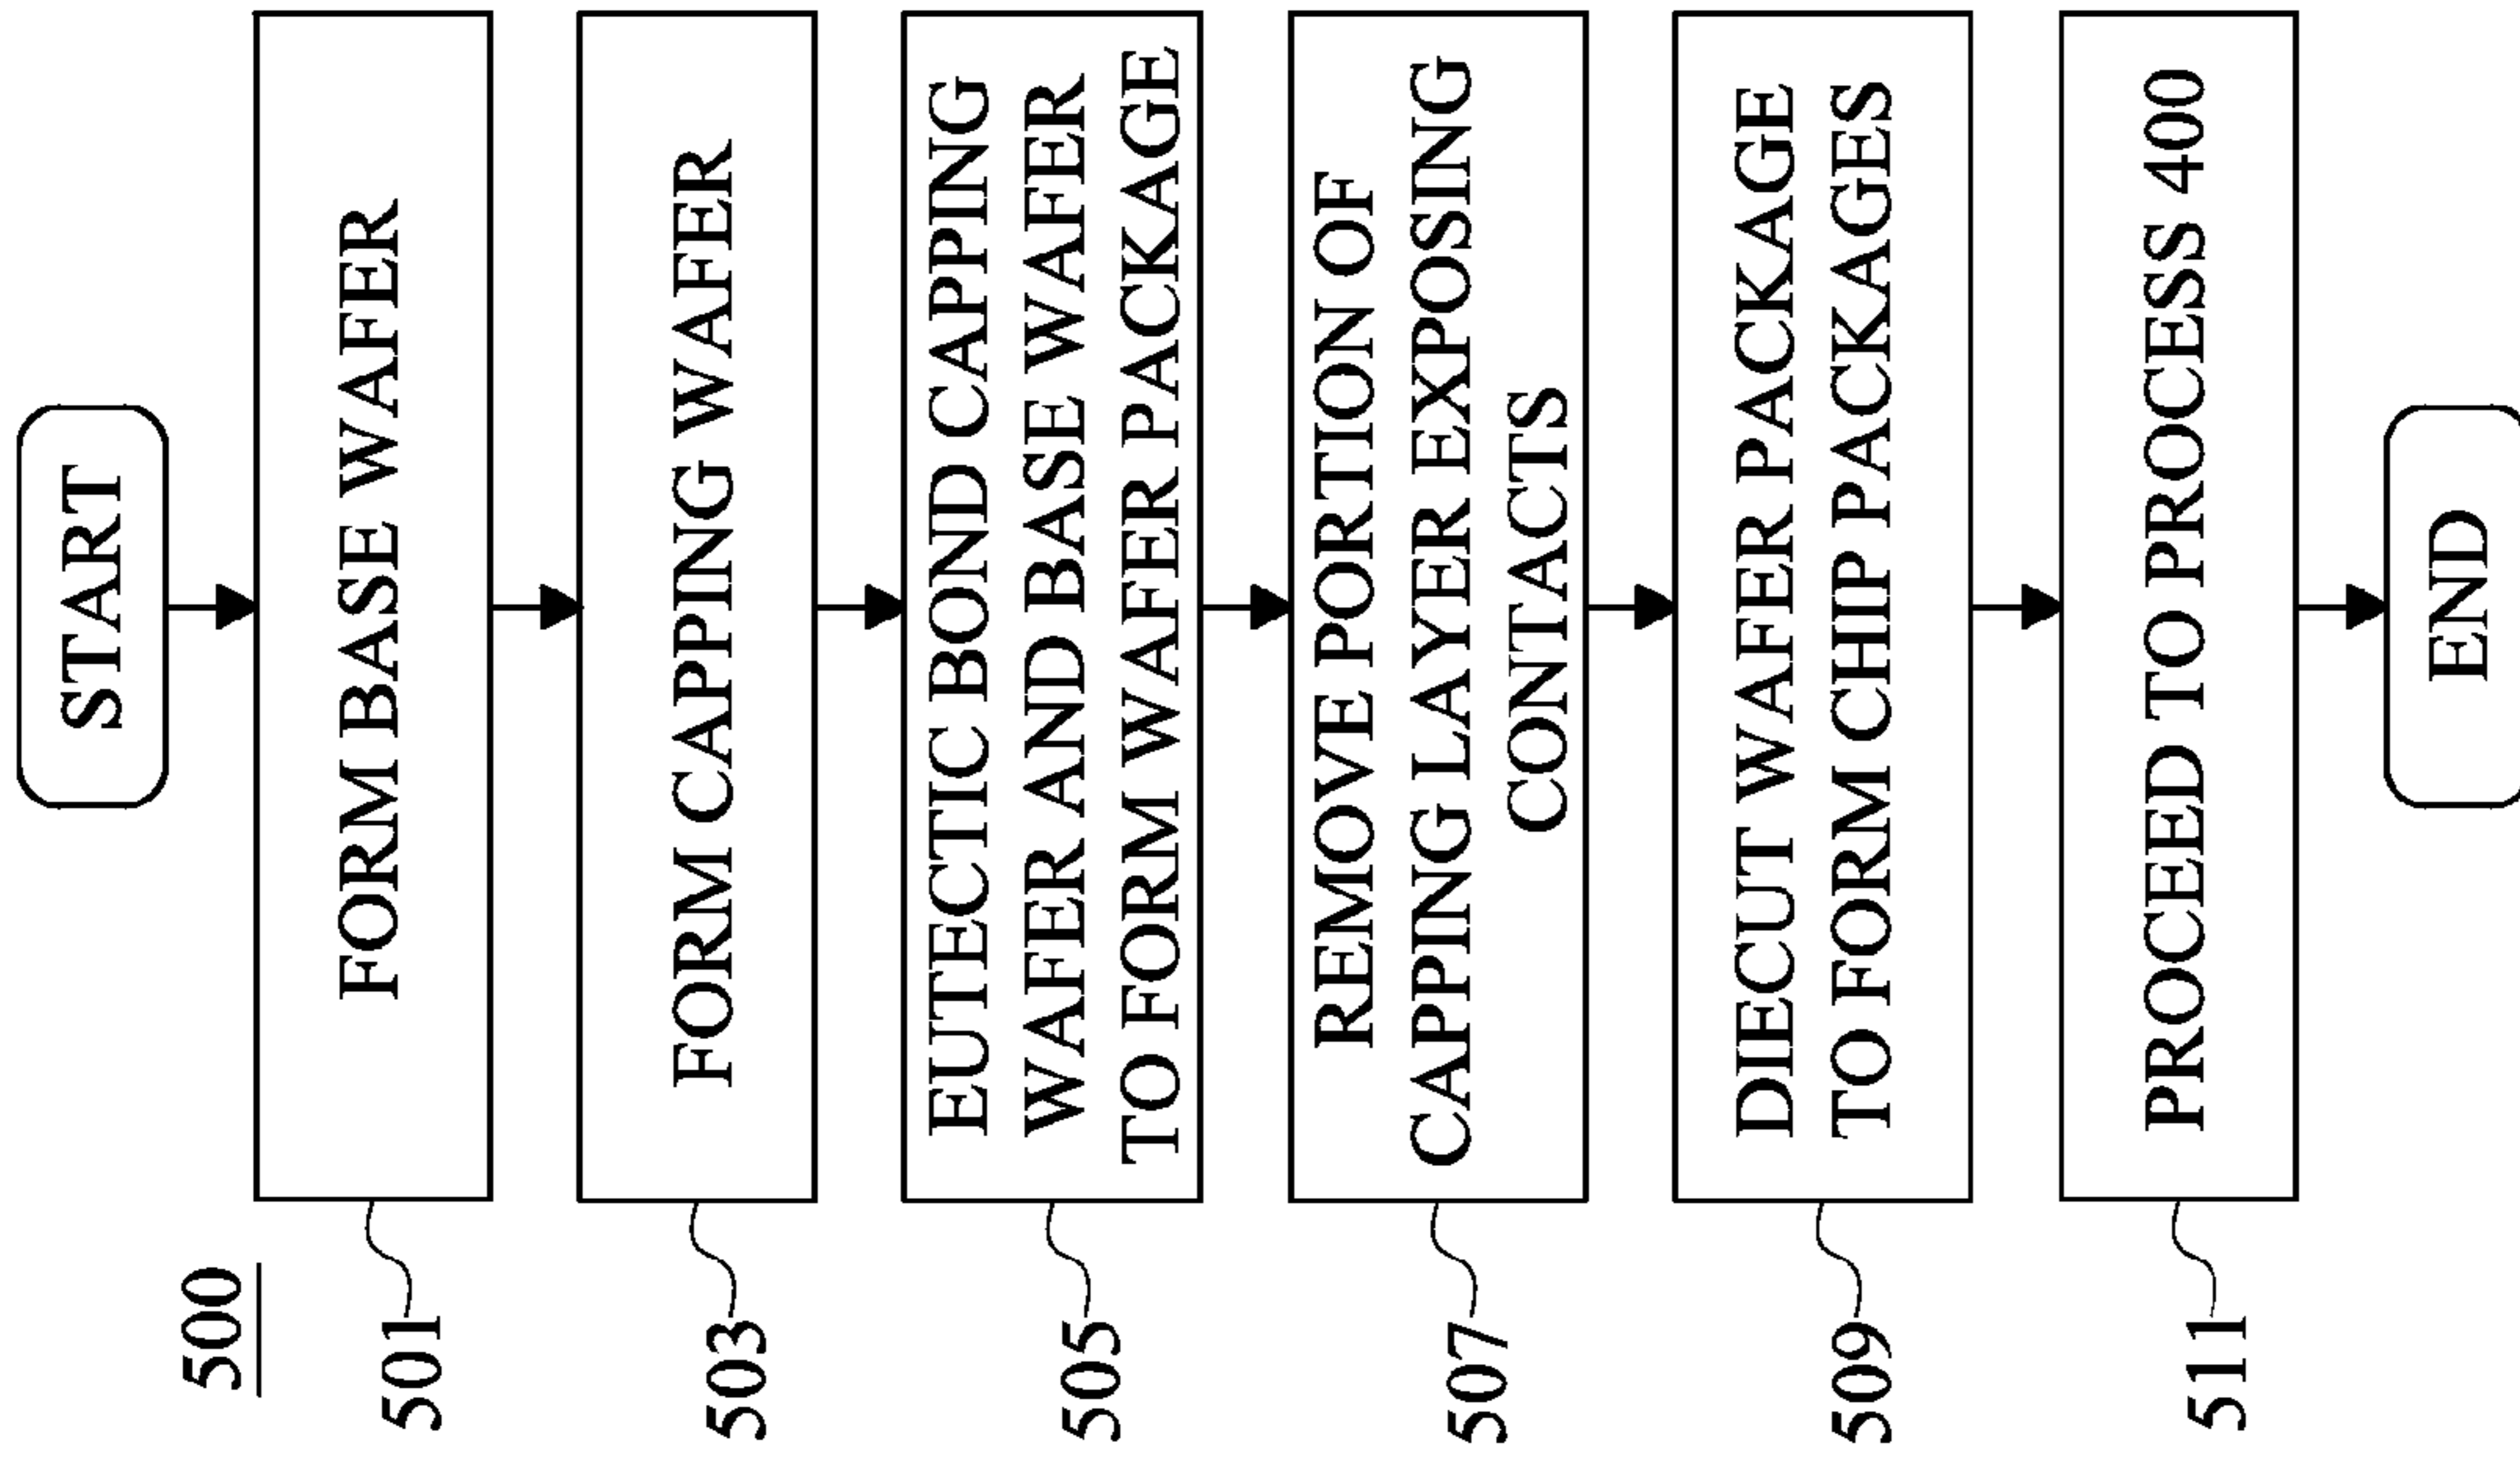 START
500
501
FORM BASE WAFER
503
FORM CAPPING WAFER
505
EUTECTIC BOND CAPPING
WAFER AND BASE WAFER
TO FORM WAFER PACKAGE
507
REMOVE PORTION OF
CAPPING LAYER EXPOSING
CONTACTS
509
DIECUT WAFER PACKAGE
TO FORM CHIP PACKAGES
511
PROCEED TO PROCESS 400
END